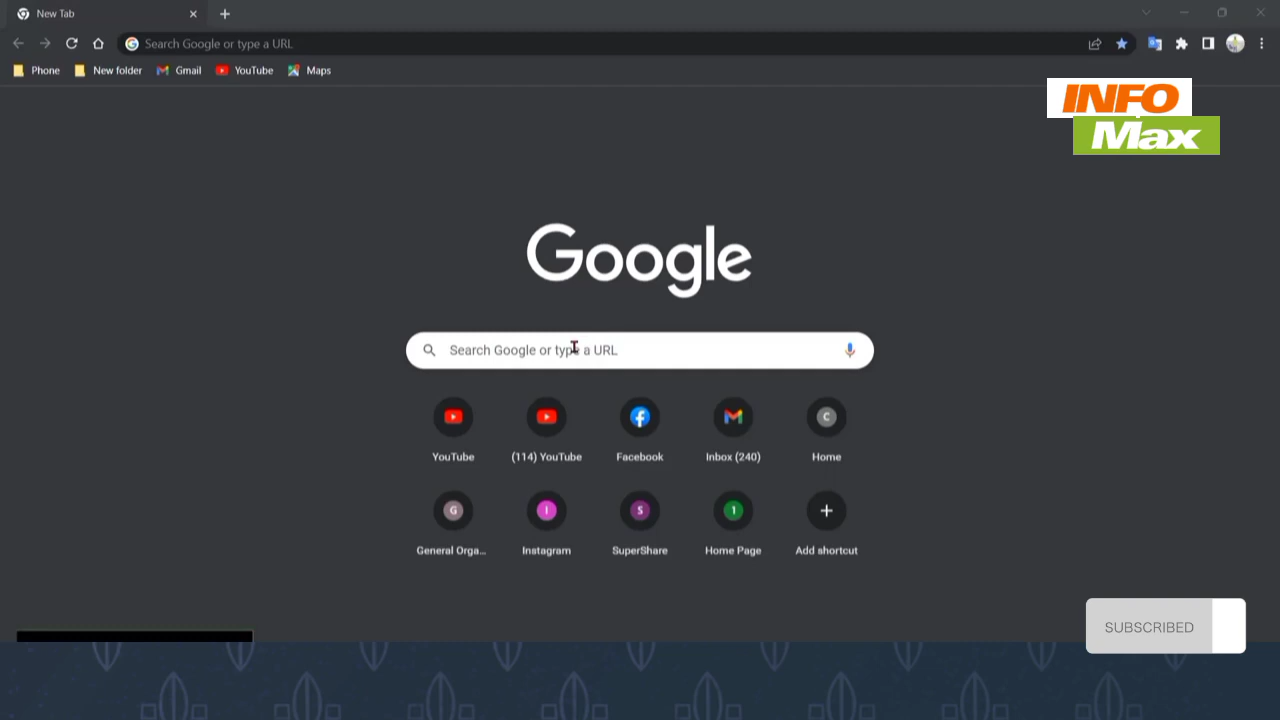 New Tab
Search Google or type a URL
Phone
New folder
Gmail
YouTube
Maps
INFO
Max
Google
Search Google or type a URL
YouTube
(114) YouTube
Facebook
Inbox (240)
C
Home
G
General Orga...
I
Instagram
S
SuperShare
1
Home Page
Add shortcut
SUBSCRIBED